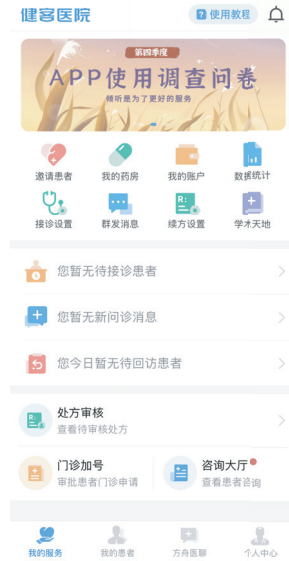 健客医院
? 使用教程
第四季度
APP使用调查问卷
倾听是为了更好的服务
邀请患者 我的药房 我的账户 数据统计
接诊设置 群发消息 续方设置 学术天地
您暂无待接诊患者
您暂无新问诊消息
您今日暂无待回访患者
处方审核
查看待审核处方
门诊加号 咨询大厅
审批患者门诊申请 查看患者咨询
我的服务 我的患者 方舟医聊 个人中心